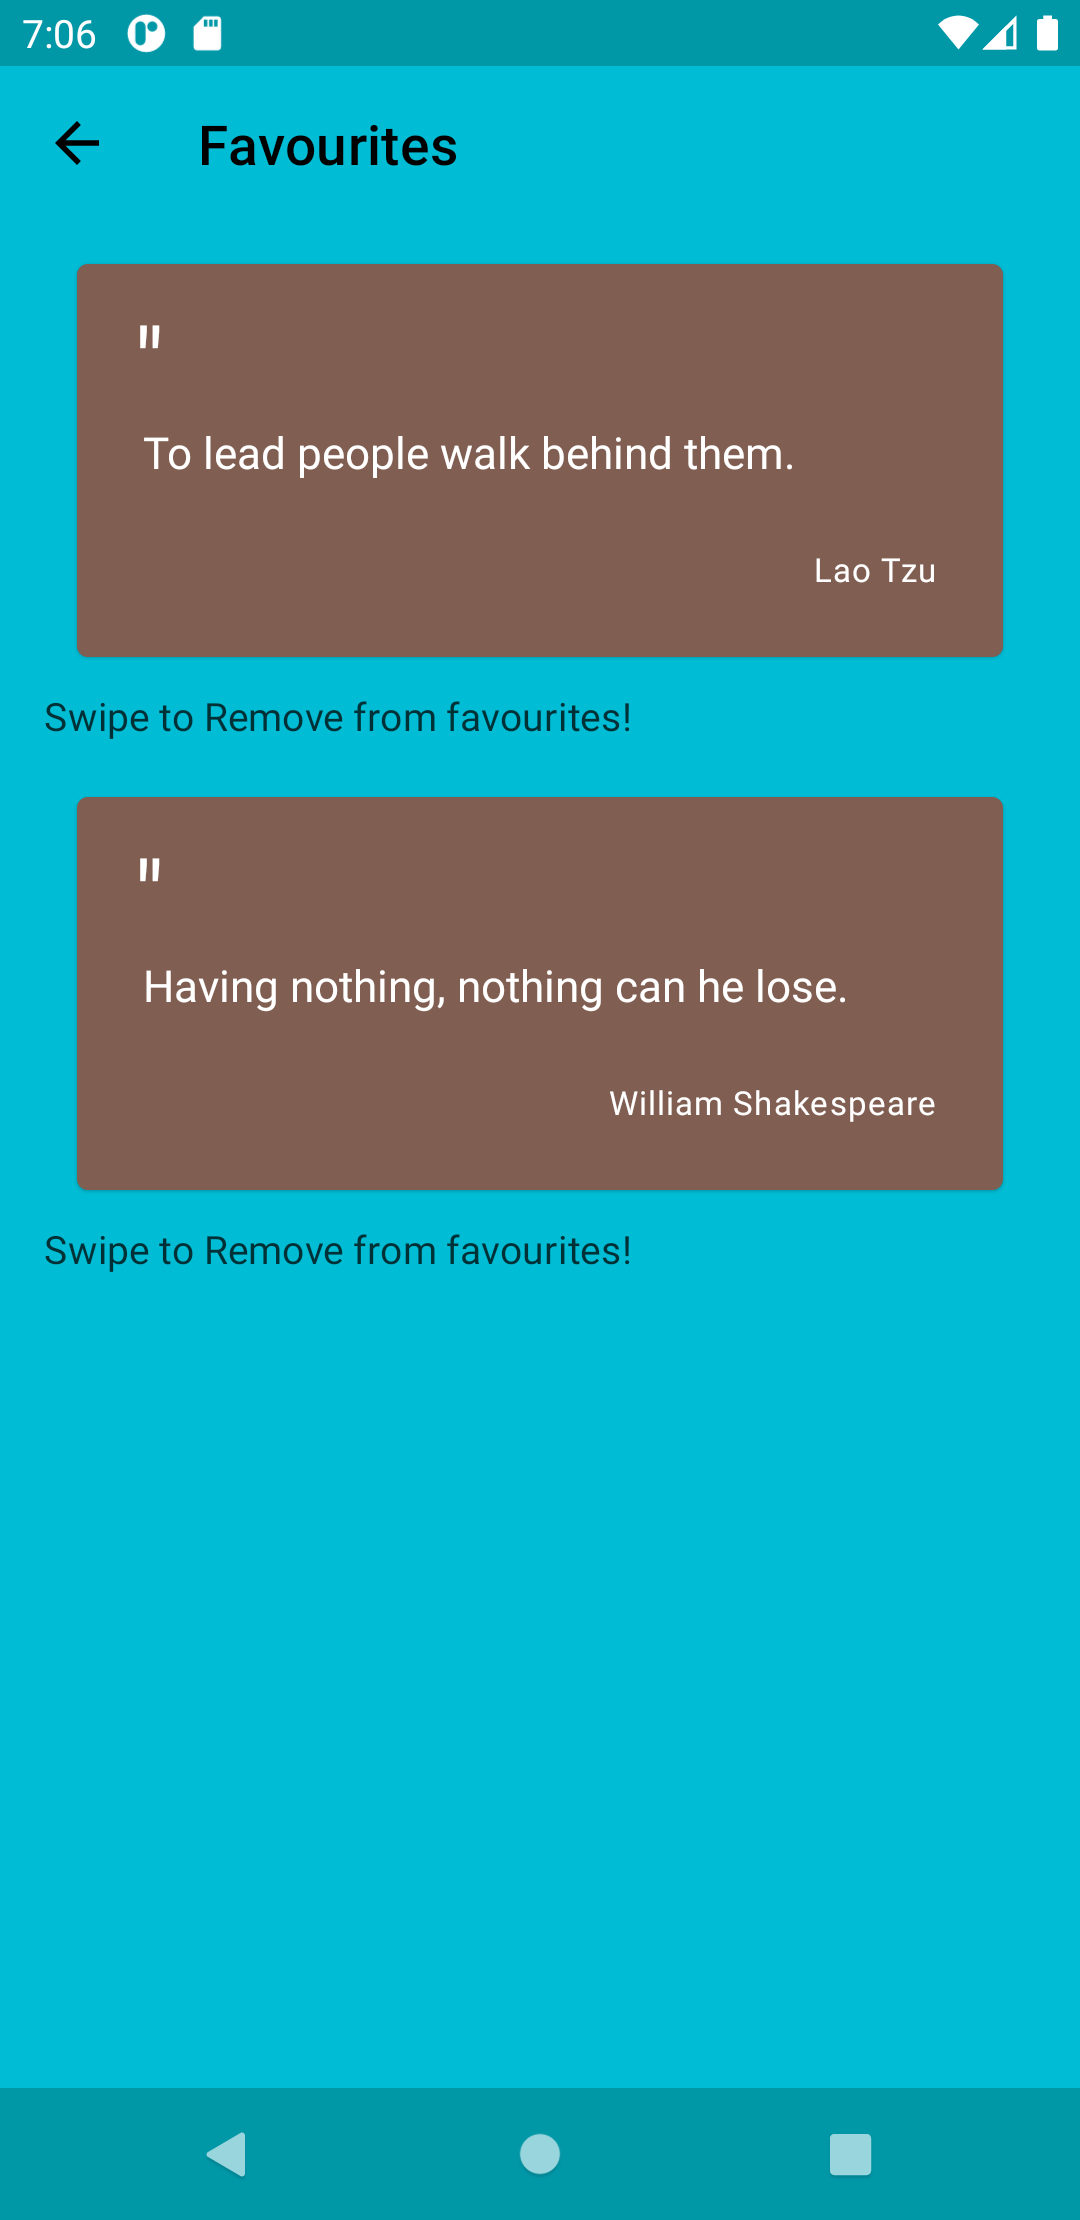 7:06
Favourites
"
To lead people walk behind them.
Lao Tzu
Swipe to Remove from favourites!
"
Having nothing, nothing can he lose.
William Shakespeare
Swipe to Remove from favourites!